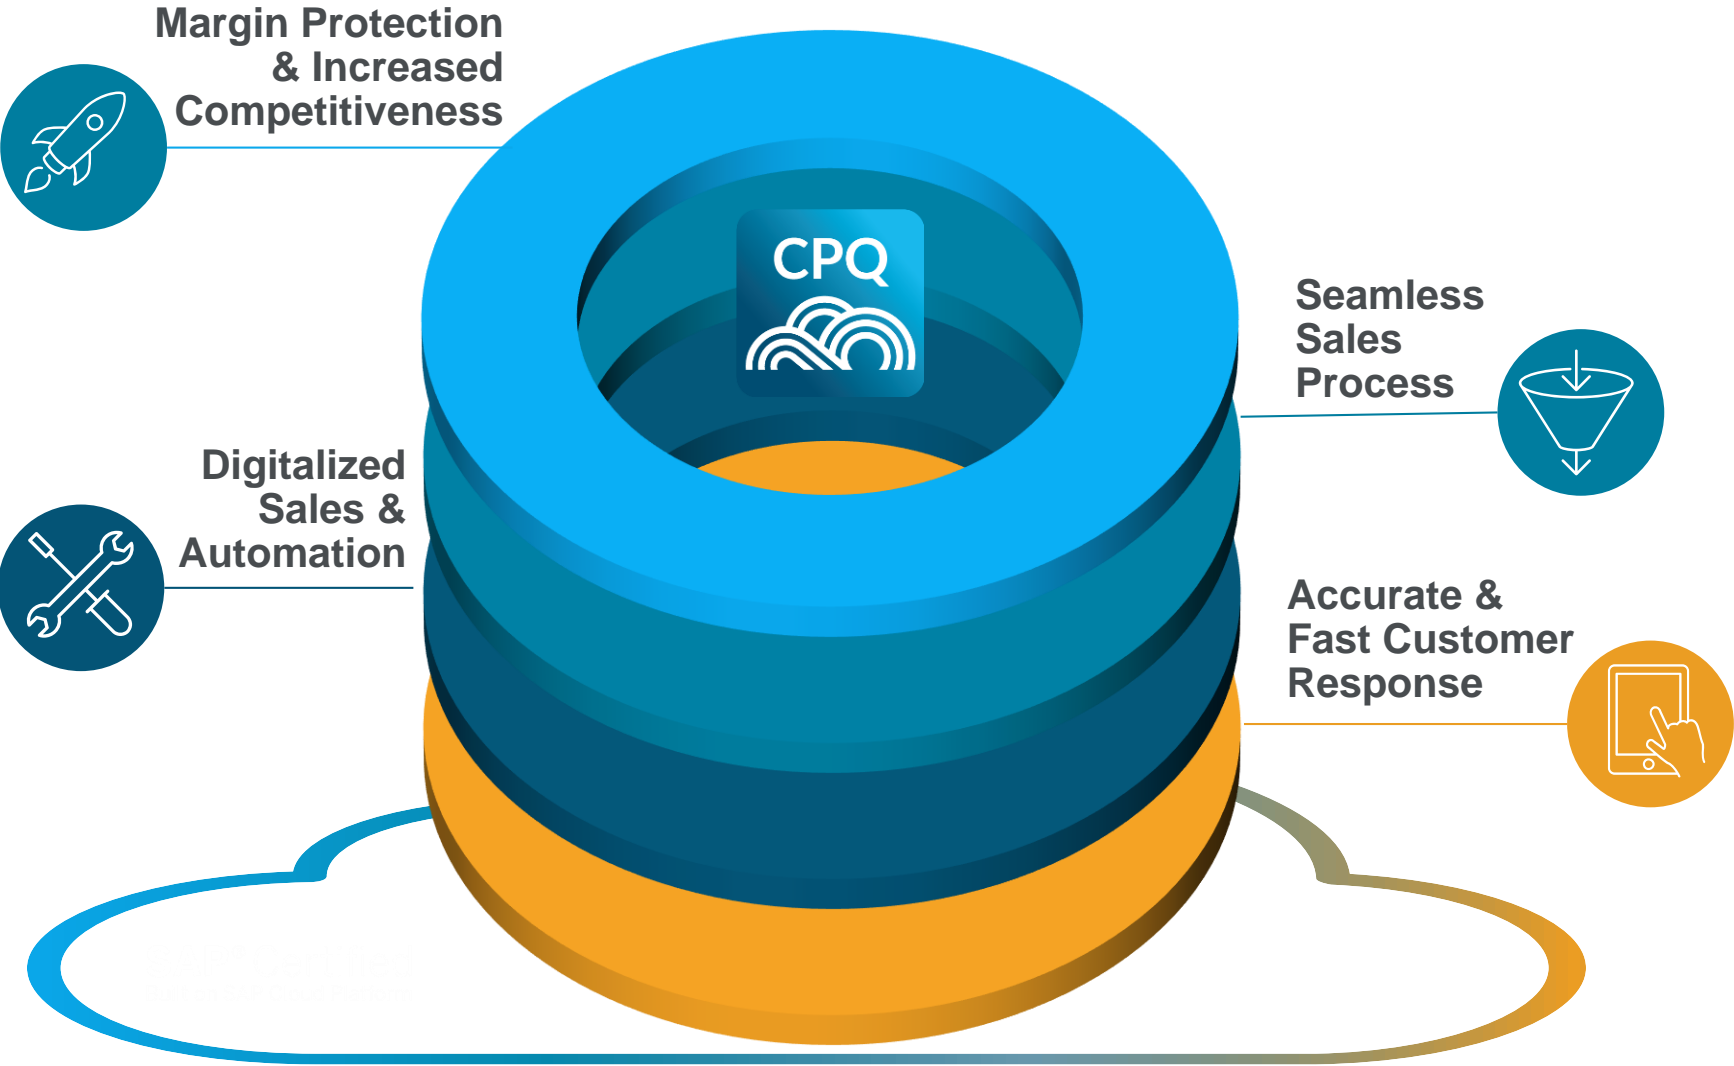 Margin Protection
& Increased
Competitiveness
CPQ
Seamless
Sales
Process
Digitalized
Sales &
Automation
Accurate &
Fast Customer
Response